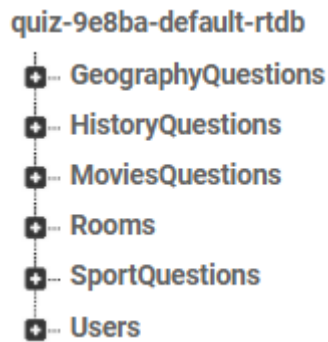 quiz-9e8ba-default-rtdb
GeographyQuestions
HistoryQuestions
MoviesQuestions
Rooms
SportQuestions
Users